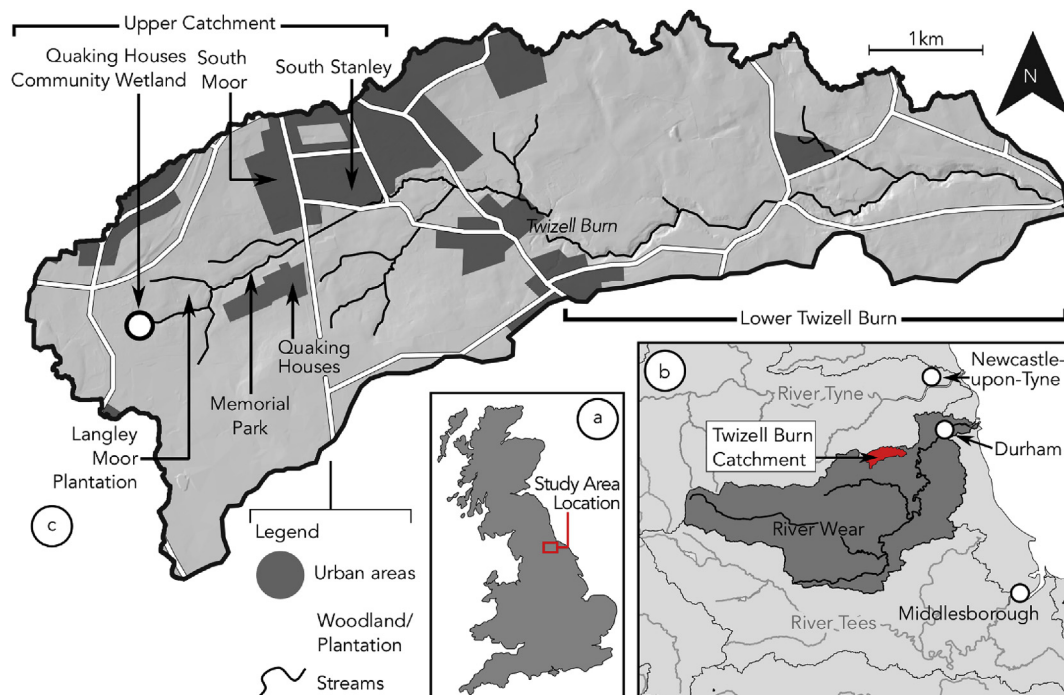 Upper Catchment
Quaking Houses
Community Wetland
South
Moor
South Stanley
1km
N
Twizell Burn
Lower Twizell Burn
Quaking
Houses
Memorial
Park
Langley
Moor
Plantation
c
Legend
Urban areas
Woodland/
Plantation
Streams
a
Study Area
Location
b
Newcastle-
upon-Tyne
River Tyne
Twizell Burn
Catchment
Durham
River Wear
Middlesborough
River Tees